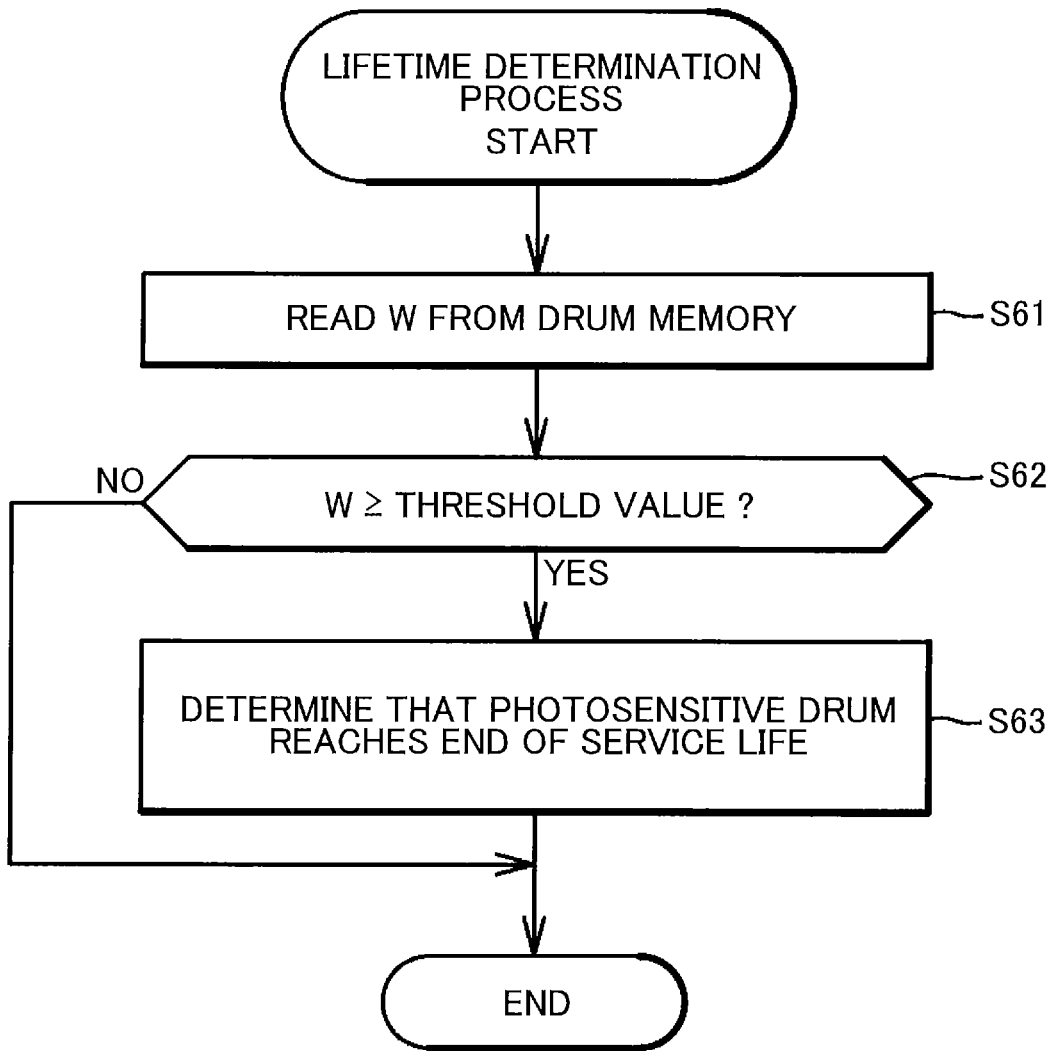 LIFETIME DETERMINATION
PROCESS
START
READ W FROM DRUM MEMORY
S61
NO
W ≥ THRESHOLD VALUE ?
S62
YES
DETERMINE THAT PHOTOSENSITIVE DRUM
REACHES END OF SERVICE LIFE
S63
END